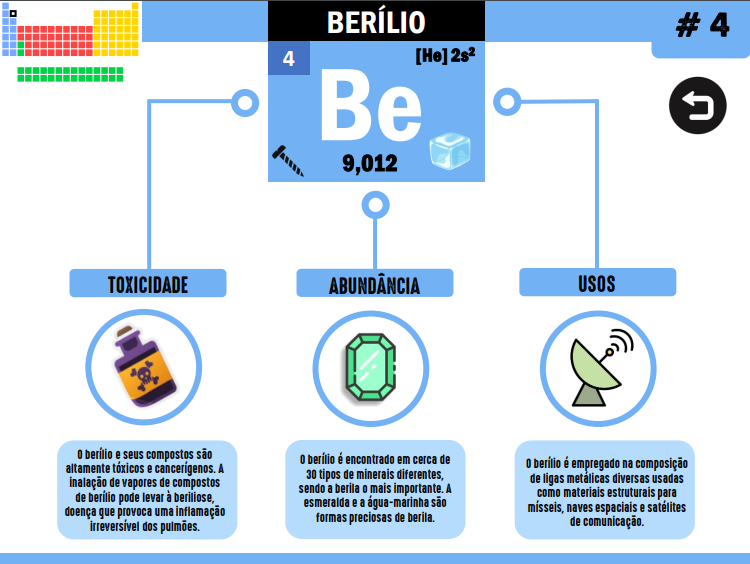 BERÍLIO
# 4
4
[He] 2s²
Be
9,012
TOXICIDADE
ABUNDÂNCIA
USOS
O berílio e seus compostos são
altamente tóxicos e cancerígenos. A
inalação de vapores de compostos
de berílio pode levar à beriliose,
doença que provoca uma inflamação
irreversível dos pulmões.
O berílio é encontrado em cerca de
30 tipos de minerais diferentes,
sendo a berila o mais importante. A
esmeralda e a água-marinha são
formas preciosas de berila.
O berílio é empregado na composição
de ligas metálicas diversas usadas
como materiais estruturais para
mísseis, naves espaciais e satélites
de comunicação.